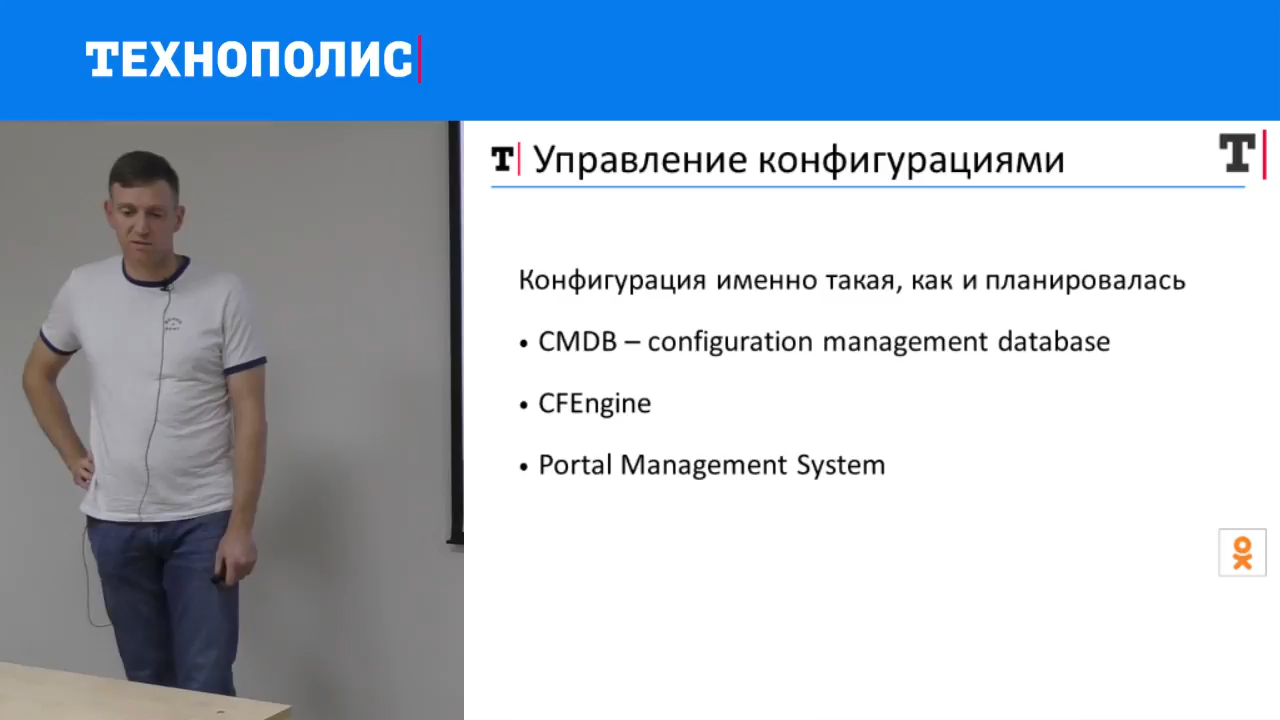 ТЕХНОПОЛИС
Т Управление конфигурациями
Т
Конфигурация именно такая, как и планировалась
• CMDB – configuration management database
• CFEngine
• Portal Management System